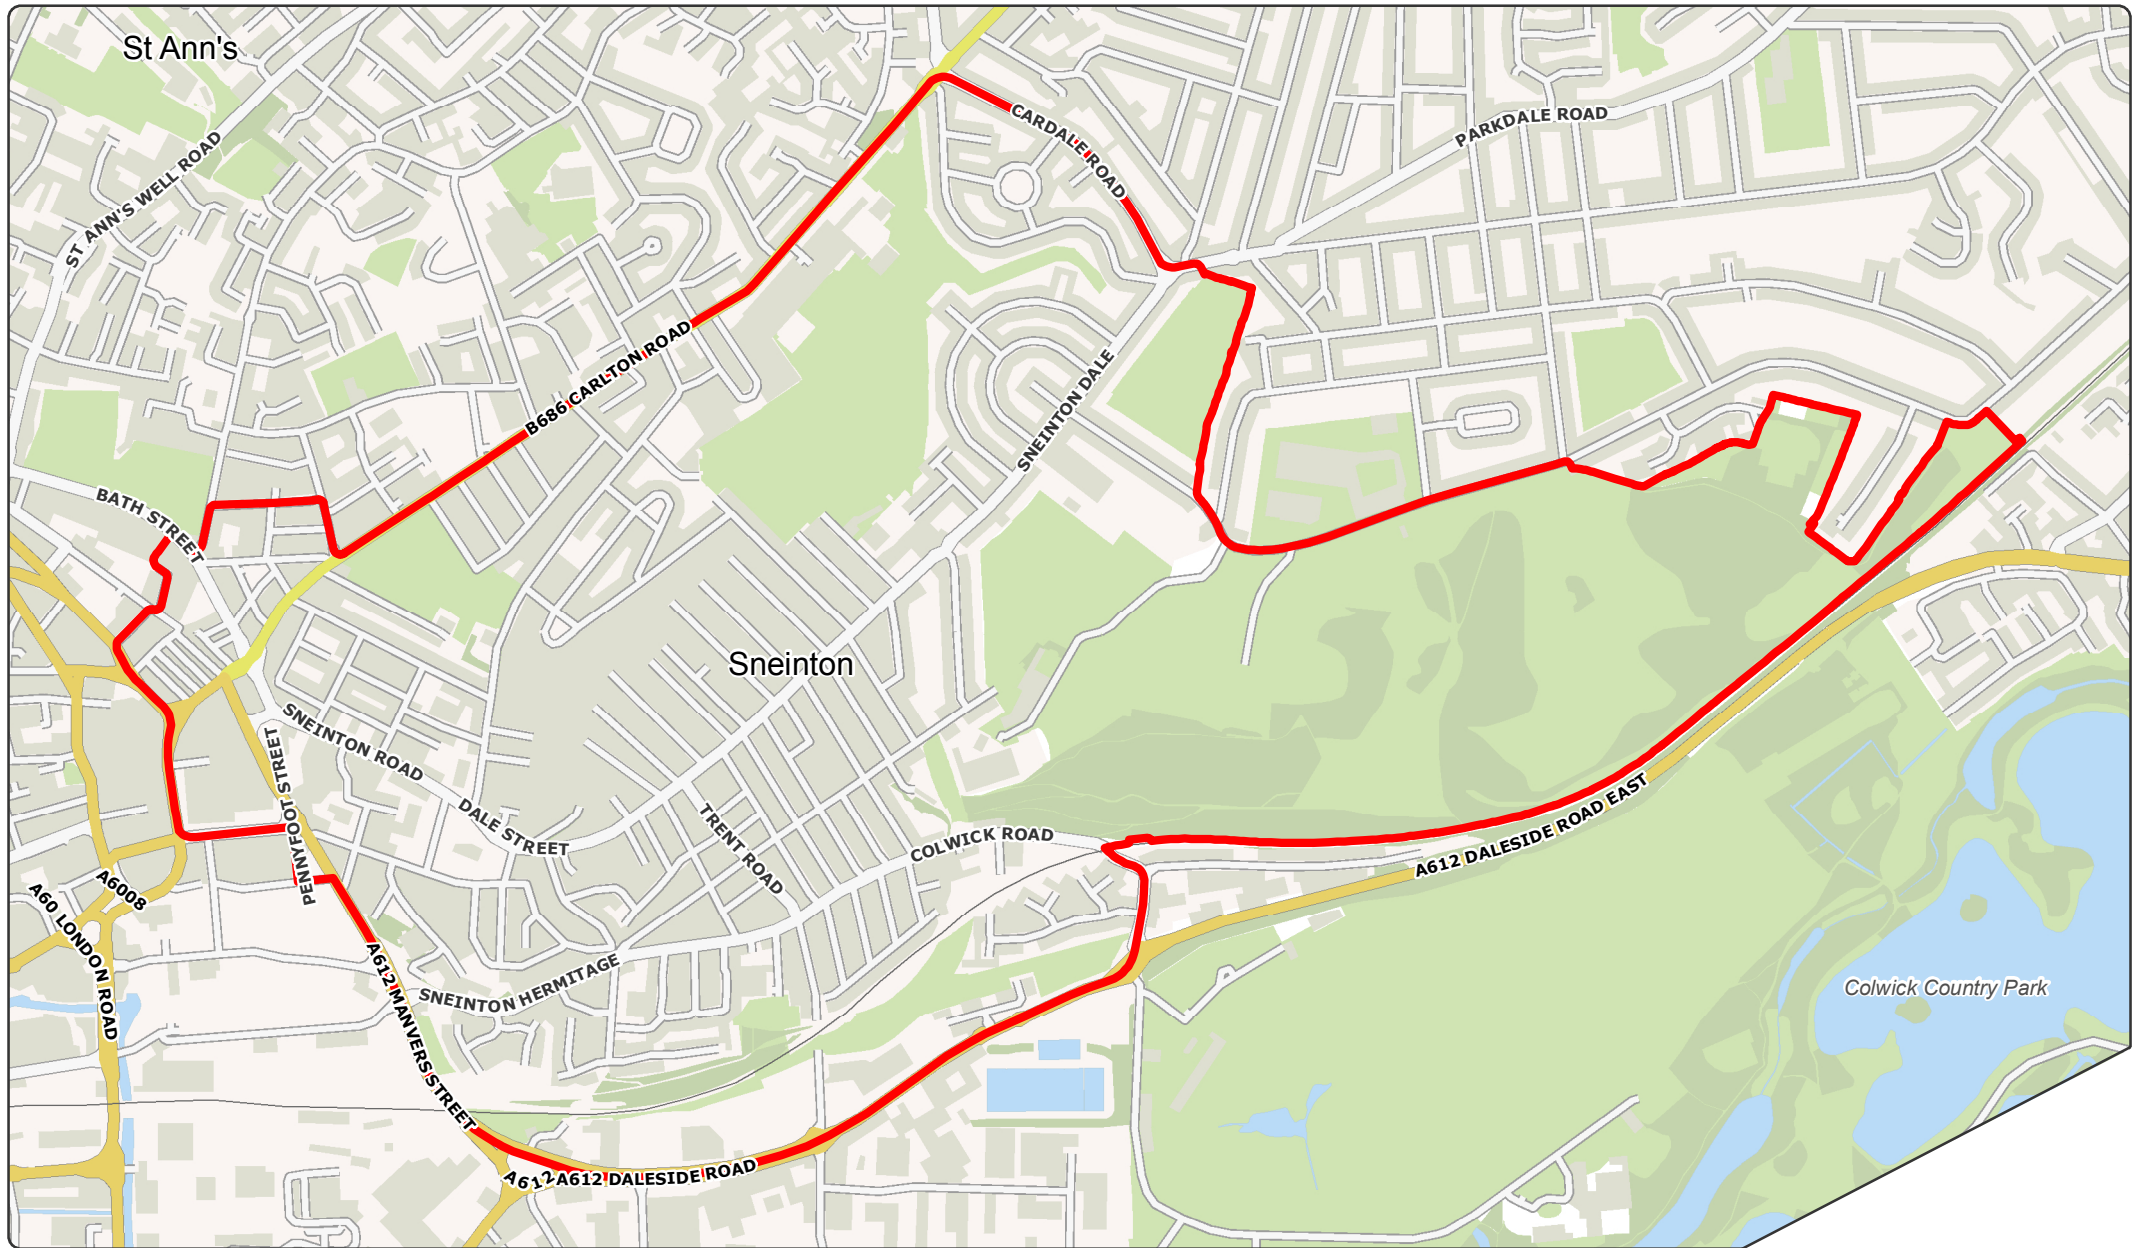 St Ann's
ST ANN'S WELL ROAD
CARDALE ROAD
PARKDALE ROAD
B686 CARLTON ROAD
SNEINTON DALE
BATH STREET
Sneinton
SNEINTON ROAD
PENNYFOOT STREET
DALE STREET
TRENT ROAD
COLWICK ROAD
A612 DALESIDE ROAD EAST
A6008
A60 LONDON ROAD
A612 MANVERS STREET
SNEINTON HERMITAGE
Colwick Country Park
A612
A612 DALESIDE ROAD